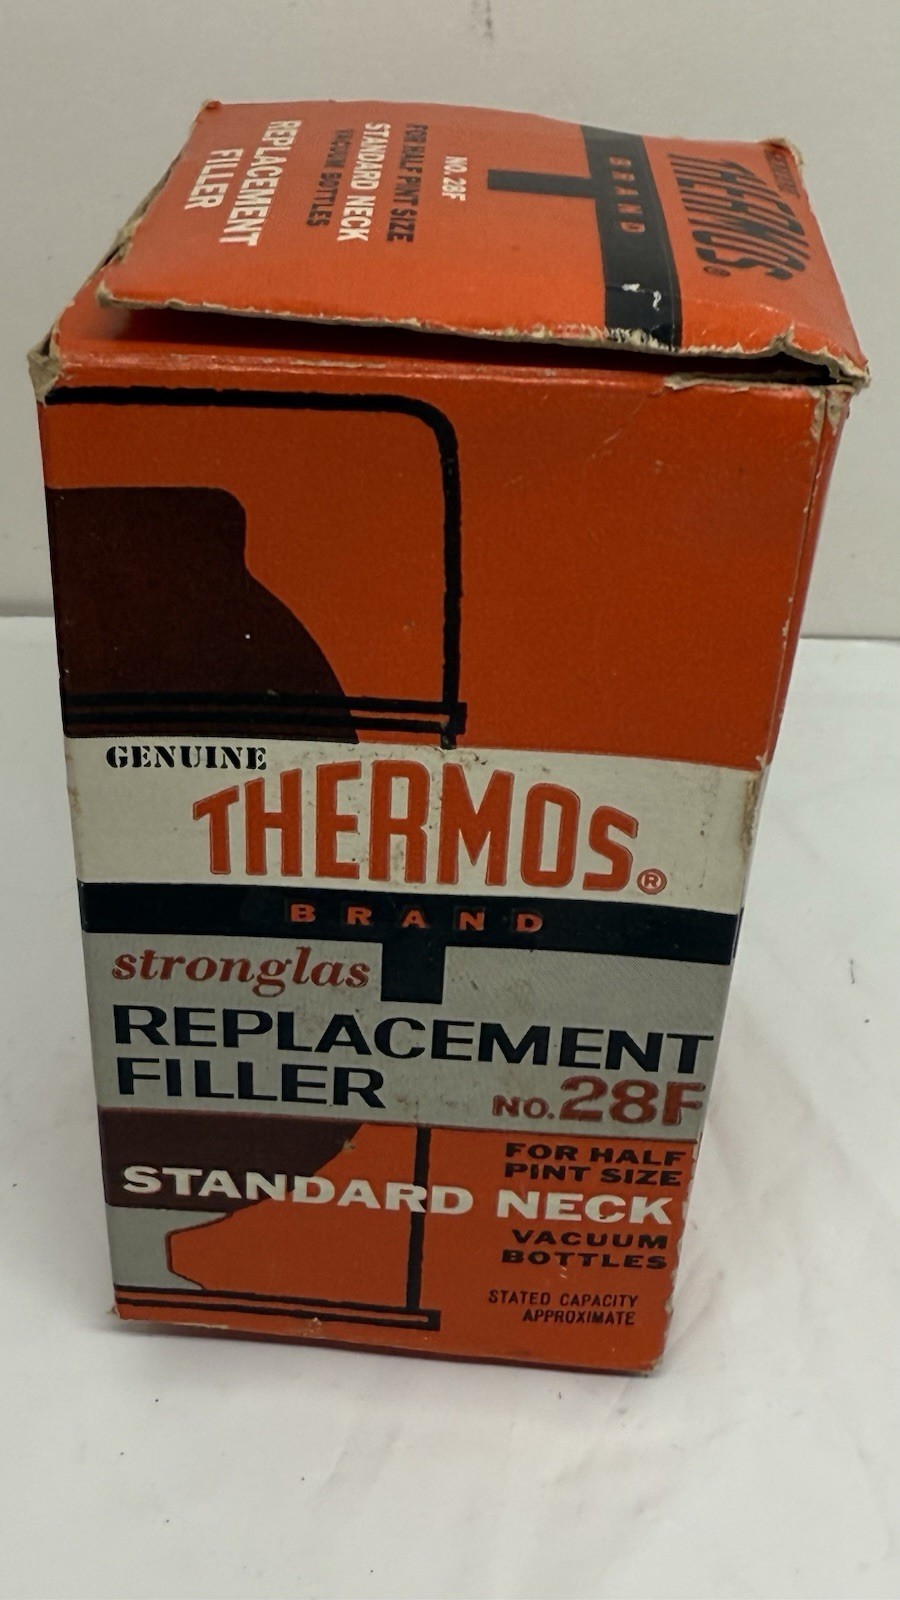 GENUINE
THERMOS®
BRAND
NO. 28F
FOR HALF PINT SIZE
STANDARD NECK
VACUUM BOTTLES
REPLACEMENT
FILLER
GENUINE
THERMOS®
BRAND
stronglas
REPLACEMENT
FILLER NO. 28F
FOR HALF
PINT SIZE
STANDARD NECK
VACUUM
BOTTLES
STATED CAPACITY
APPROXIMATE